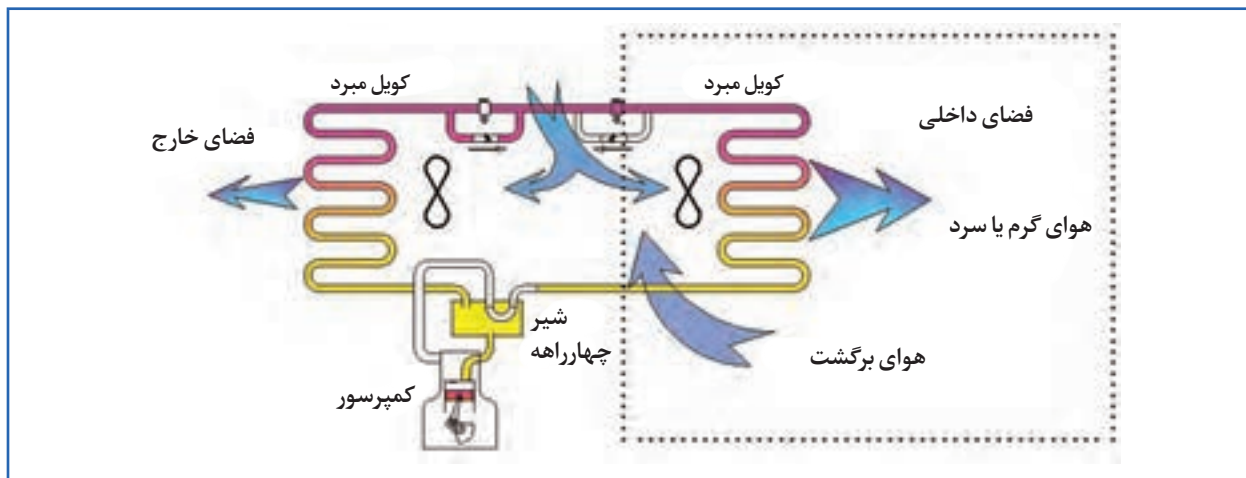 کویل مبرد
کویل مبرد
فضای داخلی
فضای خارج
هوای گرم یا سرد
شیر
چهارراهه
هوای برگشت
کمپرسور